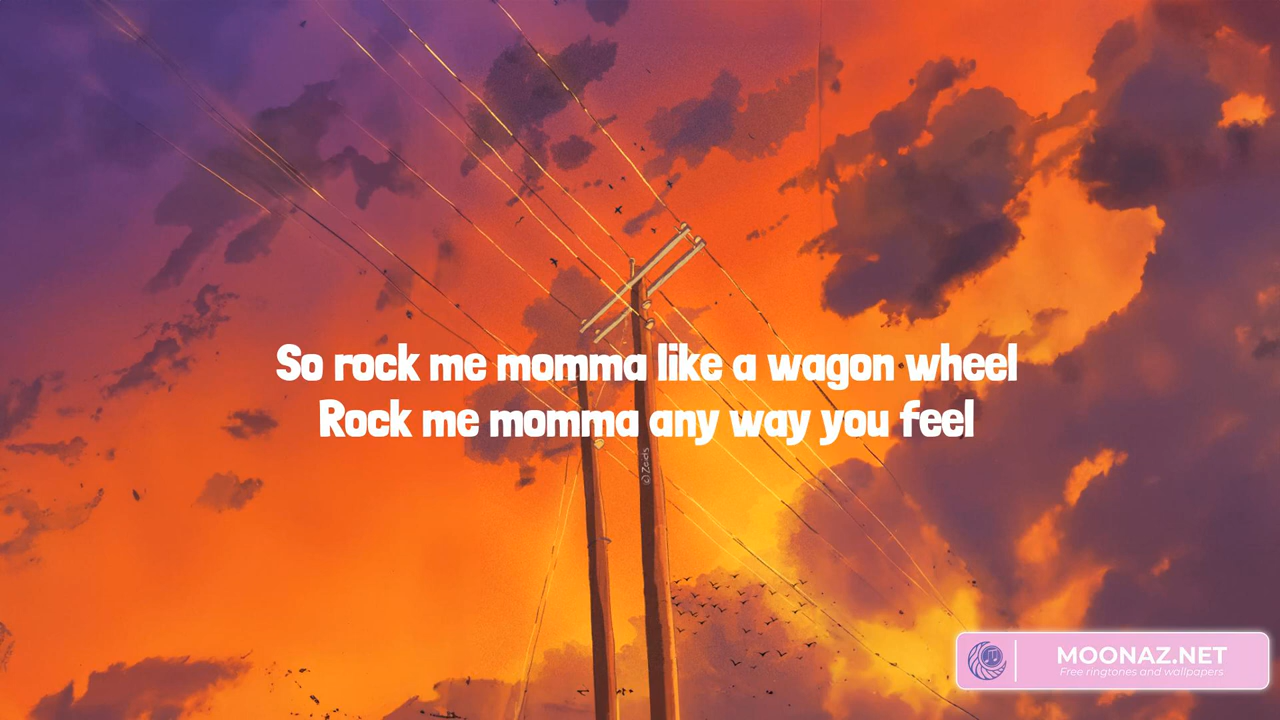 So rock me momma like a wagon wheel
Rock me momma any way you feel
©Zads
MOONAZ.NET
Free ringtones and wallpapers